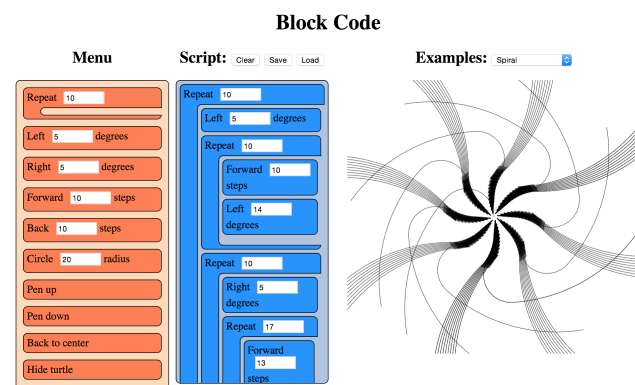 Block Code
Menu
Script: Clear Save Load
Examples: Spiral
Repeat 10
Left 5 degrees
Right 5 degrees
Forward 10 steps
Back 10 steps
Circle 20 radius
Pen up
Pen down
Back to center
Hide turtle
Repeat 10
Left 5 degrees
Repeat 10
Forward 10
steps
Left 14
degrees
Repeat 10
Right 5
degrees
Repeat 17
Forward
13
steps